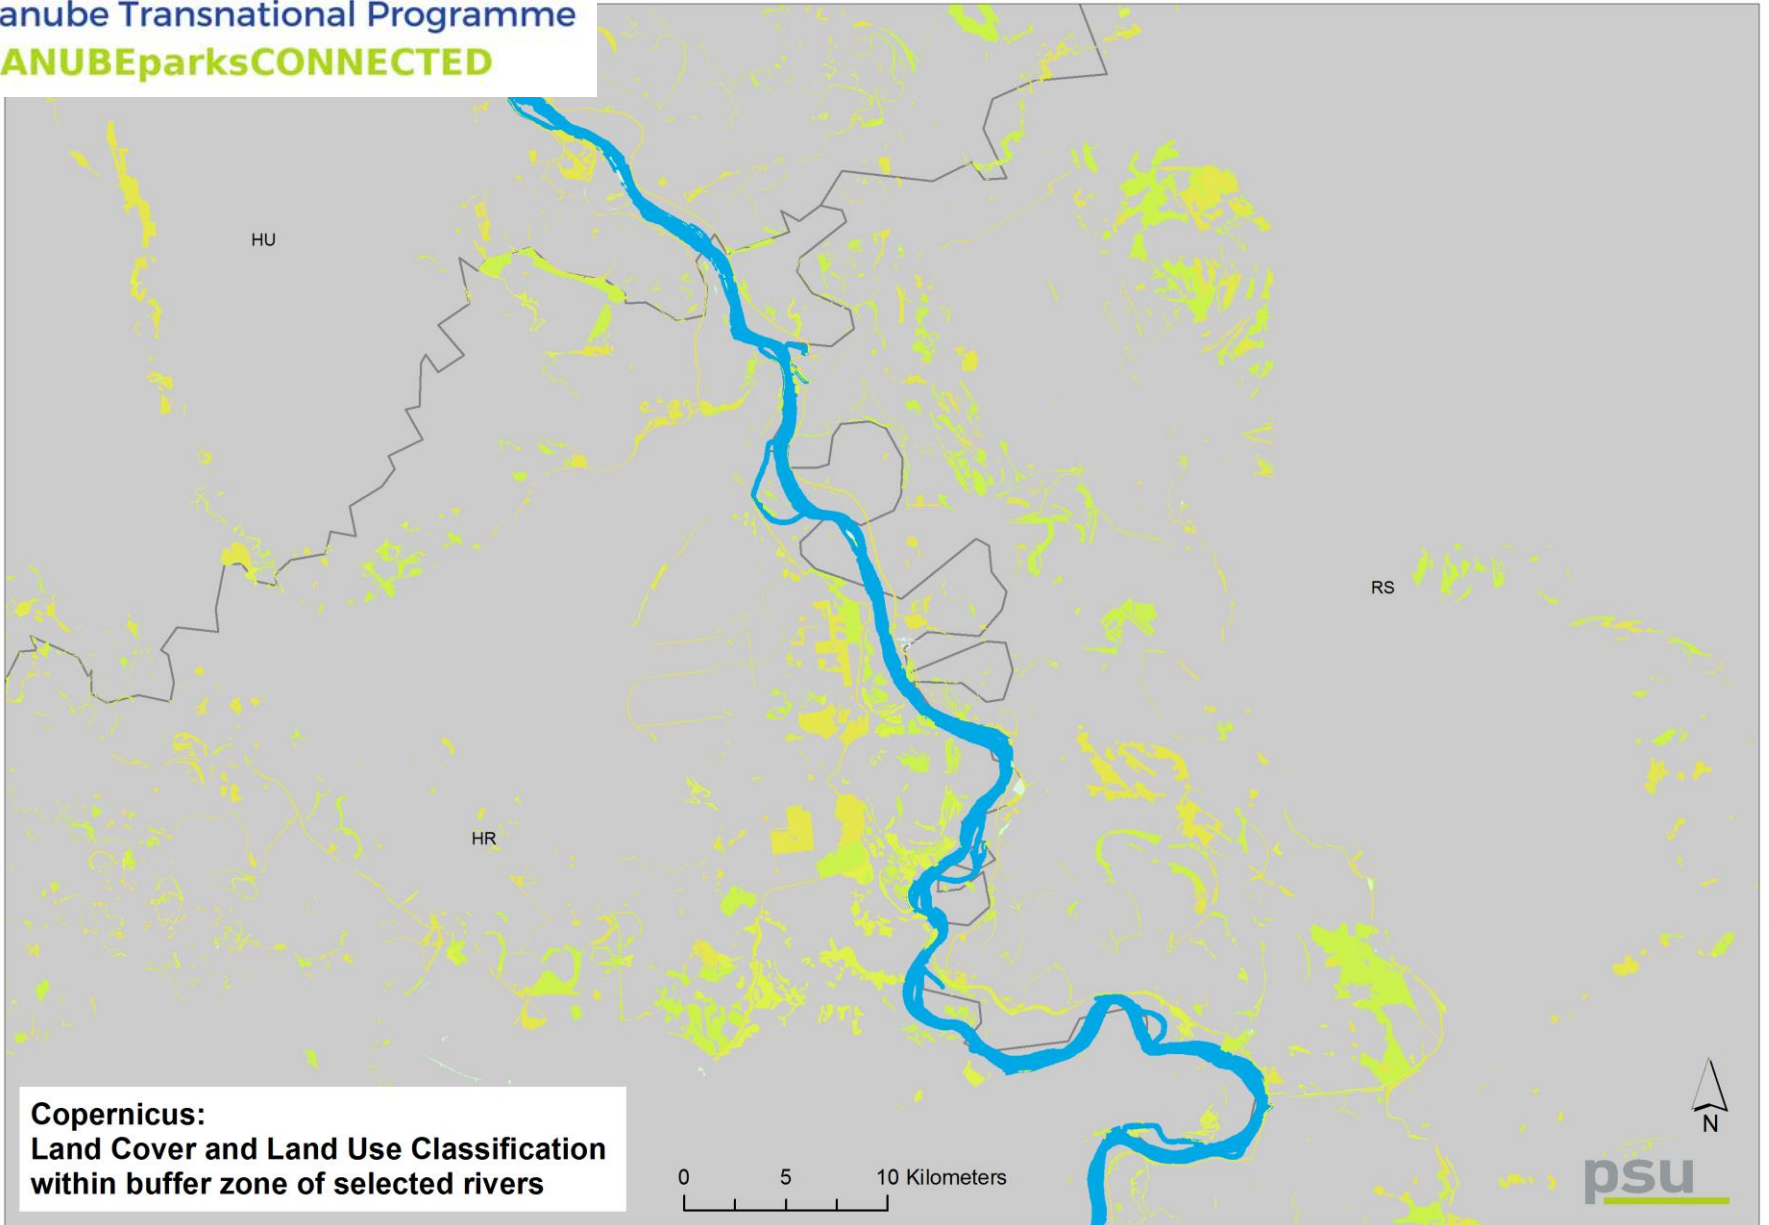 anube Transnational Programme
ANUBEparksCONNECTED
HU
RS
HR
Copernicus:
Land Cover and Land Use Classification
within buffer zone of selected rivers
0 5 10 Kilometers
N
psu